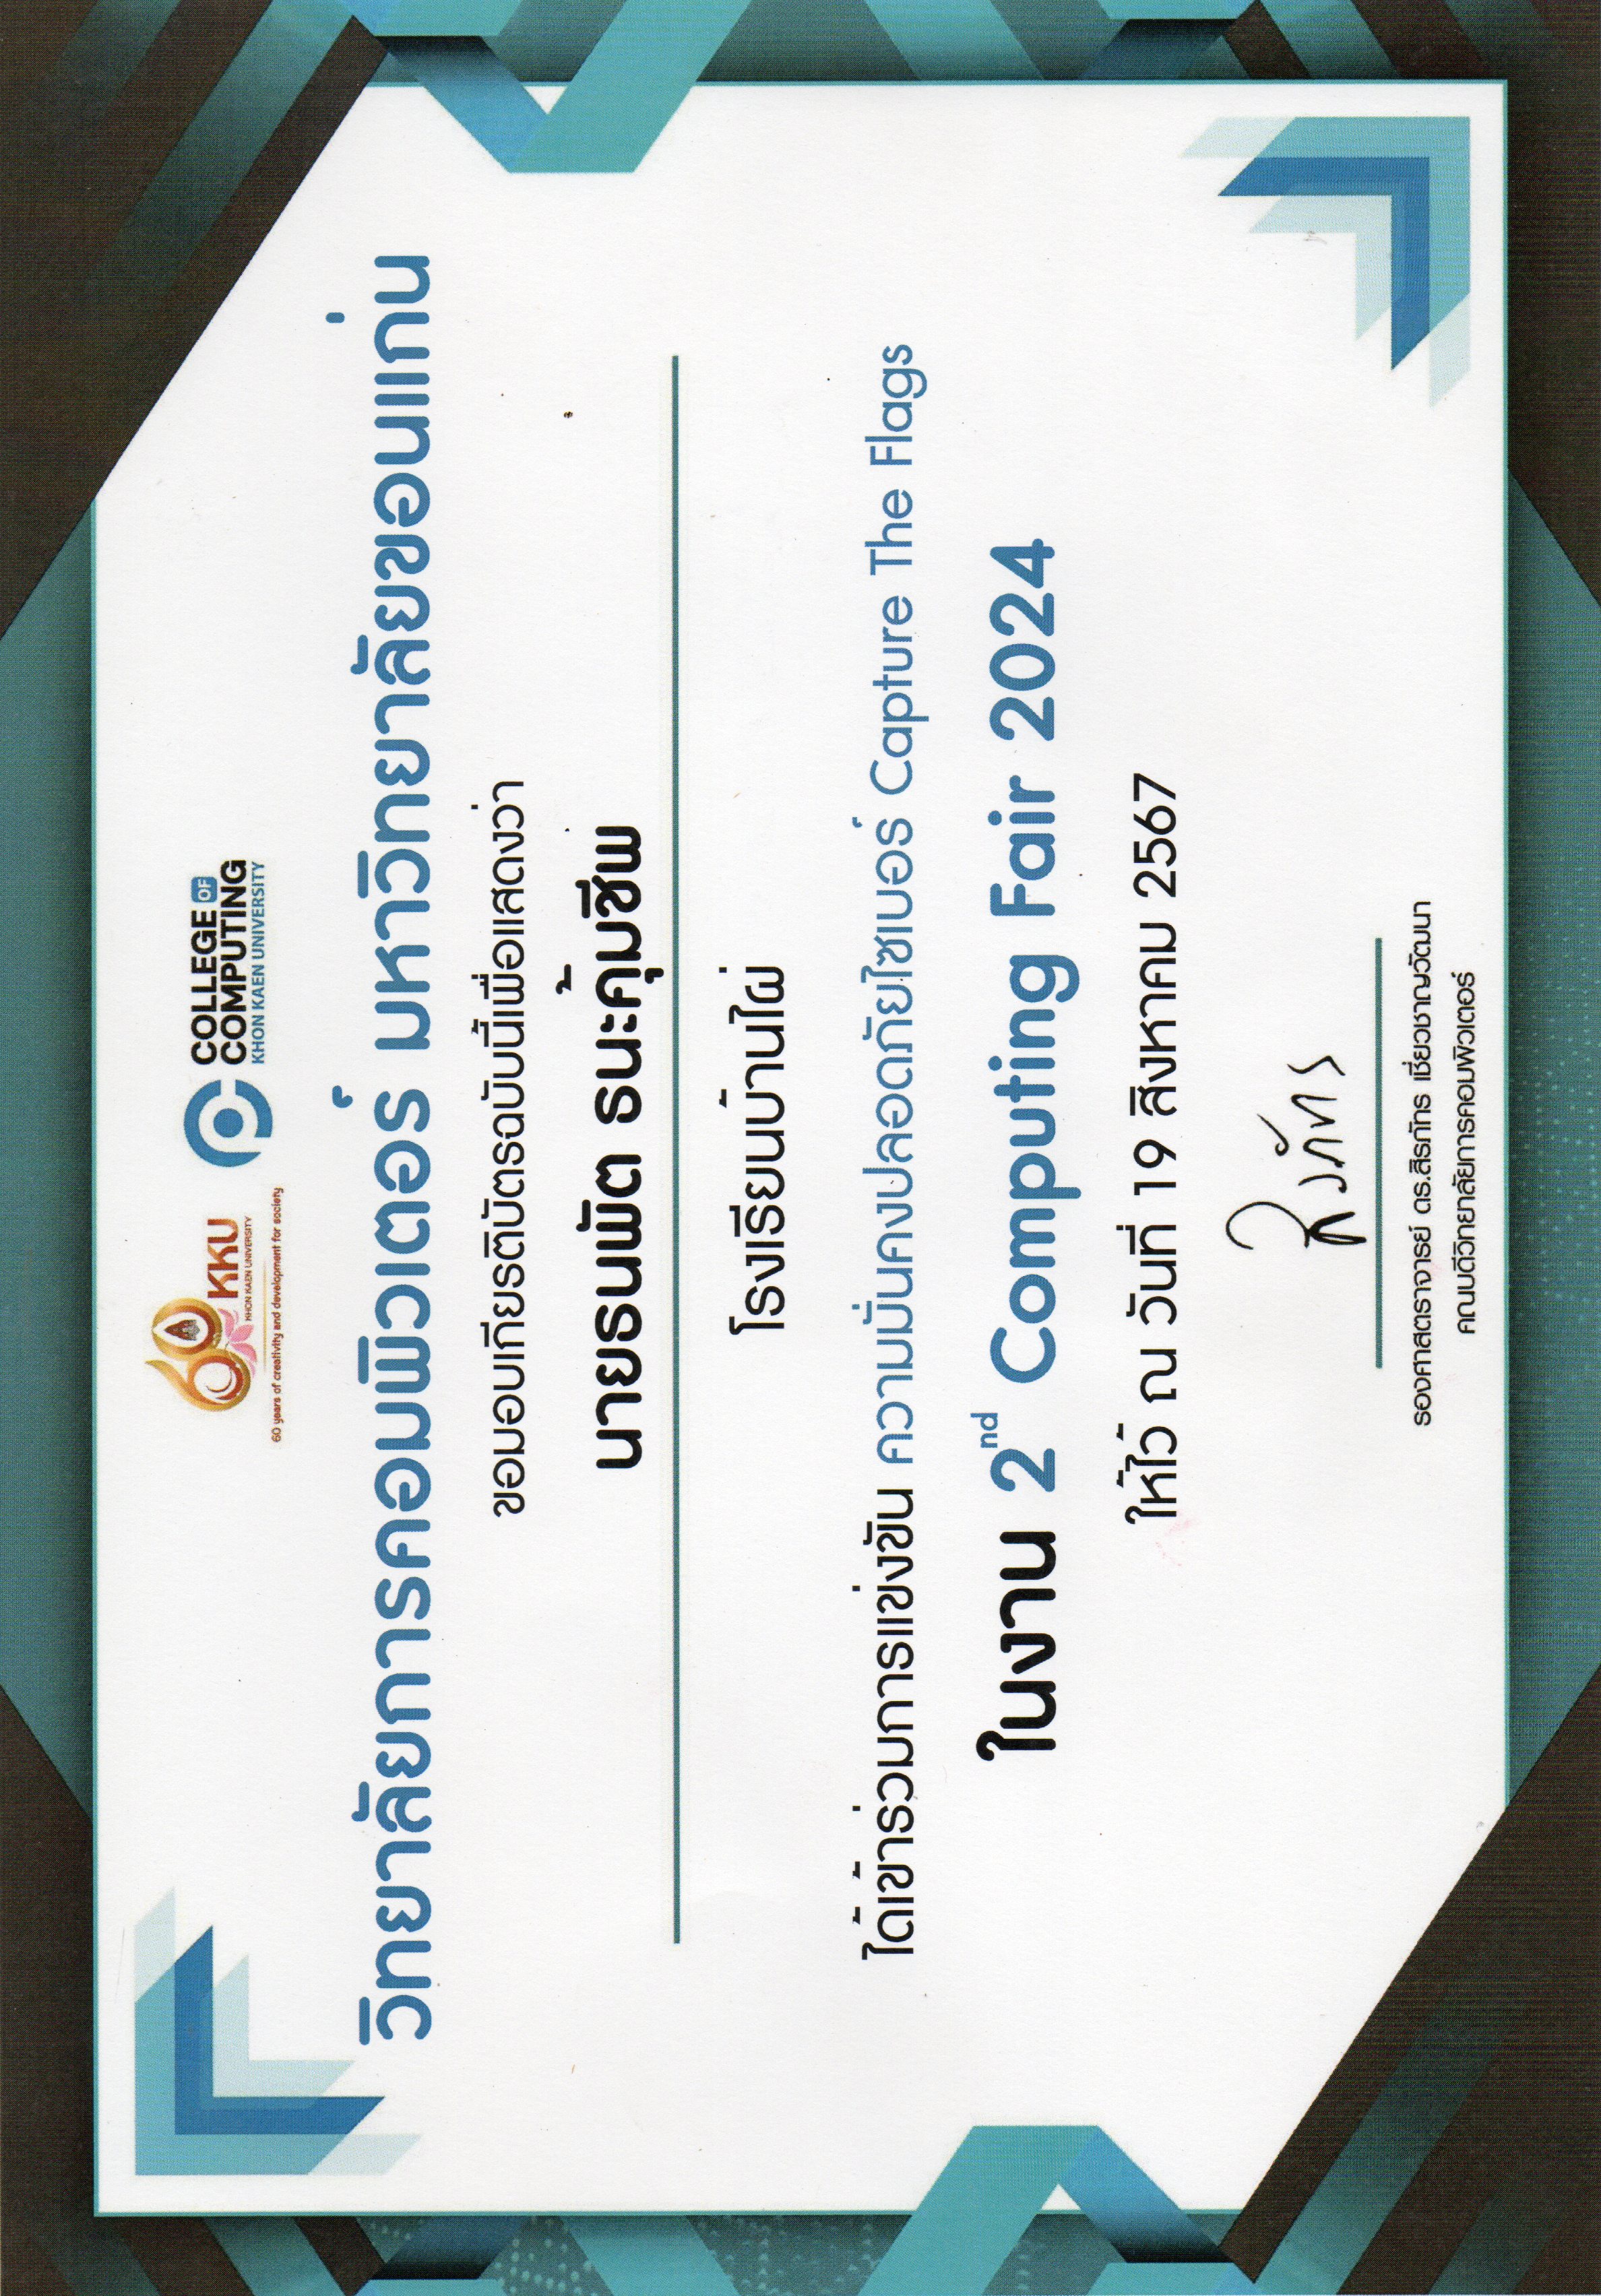 60 KKU
KHON KAEN UNIVERSITY
60 years of creativity and development for society
COLLEGE OF
COMPUTING
KHON KAEN UNIVERSITY
วิทยาลัยการคอมพิวเตอร์ มหาวิทยาลัยขอนแก่น
ขอมอบเกียรติบัตรฉบับนี้เพื่อแสดงว่า
นายธนพัต ธนะคุ้มชีพ
โรงเรียนบ้านไผ่
ได้เข้าร่วมการแข่งขัน ความมั่นคงปลอดภัยไซเบอร์ Capture The Flags
ในงาน 2nd Computing Fair 2024
ให้ไว้ ณ วันที่ 19 สิงหาคม 2567
สิรภัทร
รองศาสตราจารย์ ดร.สิรภัทร เชี่ยวชาญวัฒนา
คณบดีวิทยาลัยการคอมพิวเตอร์